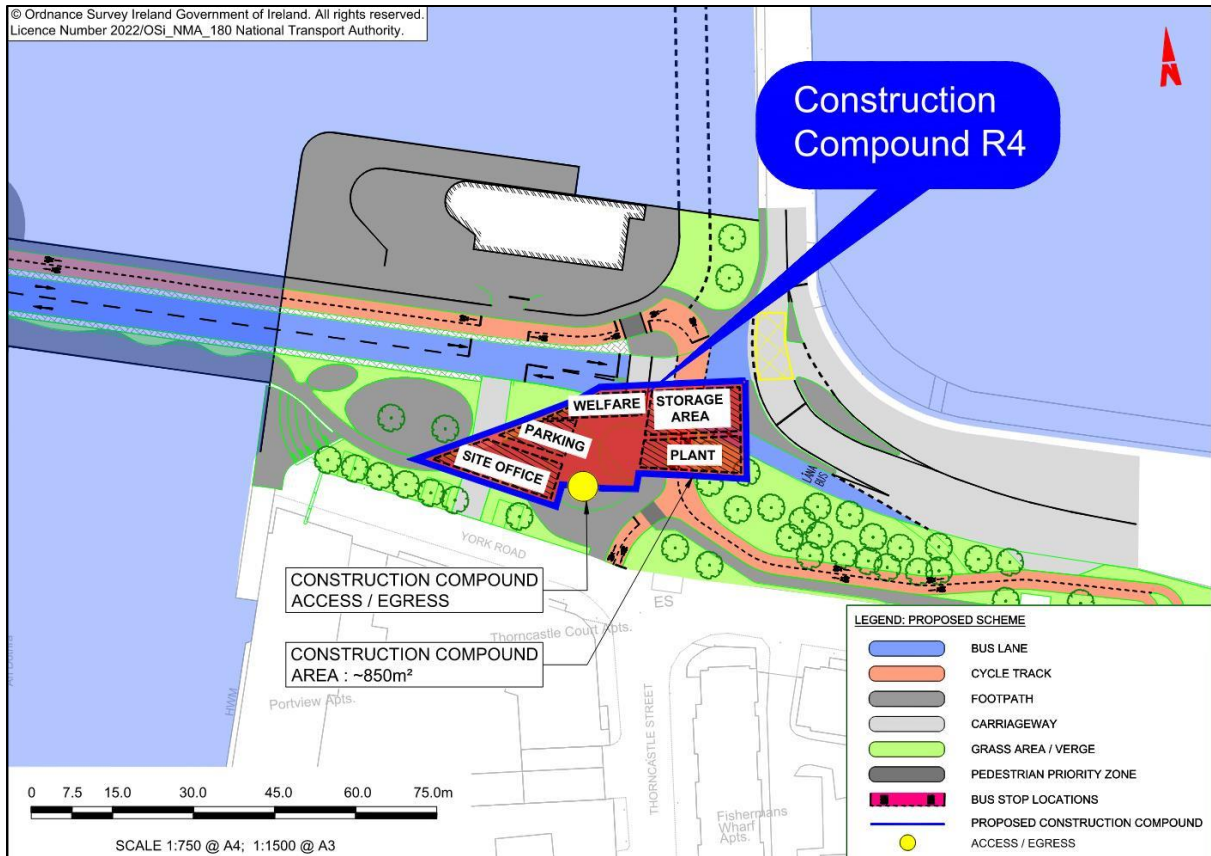 © Ordnance Survey Ireland Government of Ireland. All rights reserved.
Licence Number 2022/OSi_NMA_180 National Transport Authority.
N
Construction
Compound R4
WELFARE
STORAGE
AREA
PARKING
PLANT
SITE OFFICE
LÁNA
BUS
YORK ROAD
CONSTRUCTION COMPOUND
ACCESS / EGRESS
ES
Thorncastle Court Apts.
CONSTRUCTION COMPOUND
AREA : ~850m²
HWM
Portview Apts.
THORNCASTLE STREET
Fishermans
Wharf
Apts.
0 7.5 15.0 30.0 45.0 60.0 75.0m
SCALE 1:750 @ A4; 1:1500 @ A3
LEGEND: PROPOSED SCHEME
BUS LANE
CYCLE TRACK
FOOTPATH
CARRIAGEWAY
GRASS AREA / VERGE
PEDESTRIAN PRIORITY ZONE
BUS STOP LOCATIONS
PROPOSED CONSTRUCTION COMPOUND
ACCESS / EGRESS